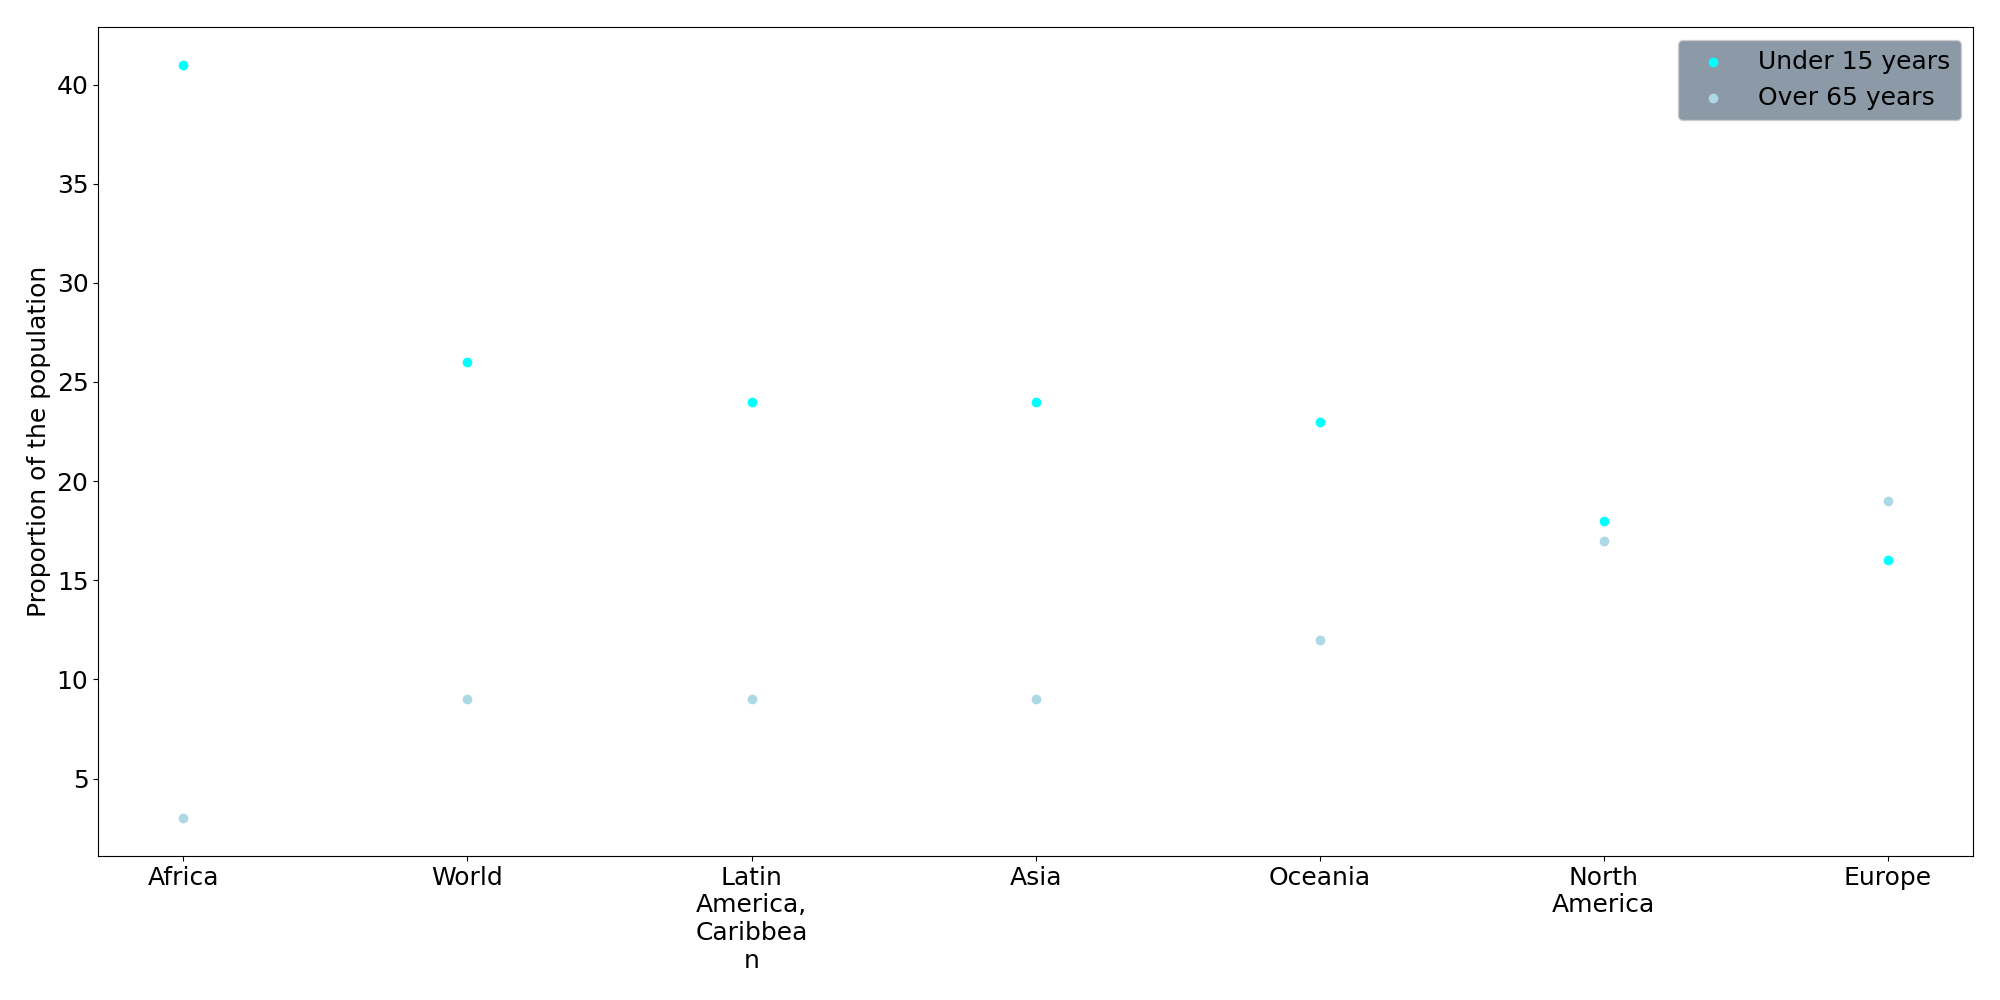 Under 15 years
Over 65 years
Proportion of the population
40
35
30
25
20
15
10
5
Africa
World
Latin
America,
Caribbea
n
Asia
Oceania
North
America
Europe